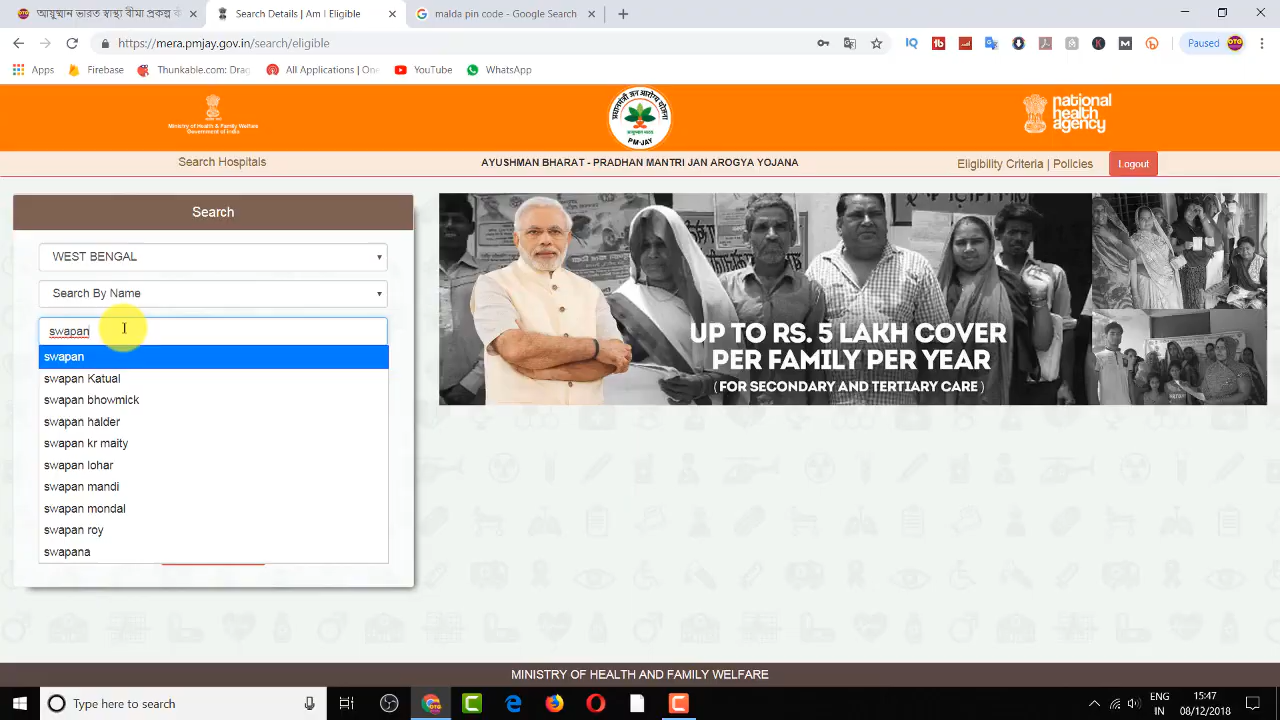 আয়ুষ্মান ভারত স্বাস্থ্য বীমা প্রকল্প ব
Search Details | Am I Eligible
malda pin code - Google Search
https://mera.pmjay.gov.in/search/eligible
Paused
Apps
Firebase
Thunkable.com: Drag
All Applications | One
YouTube
WhatsApp
Ministry of Health & Family Welfare
Government of India
प्रधानमंत्री जन आरोग्य योजना
PM-JAY
national
health
agency
Search Hospitals
AYUSHMAN BHARAT - PRADHAN MANTRI JAN AROGYA YOJANA
Eligibility Criteria | Policies
Logout
Search
WEST BENGAL
Search By Name
swapan
swapan
swapan Katual
swapan bhowmick
swapan halder
swapan kr maity
swapan lohar
swapan mandi
swapan mondal
swapan roy
swapana
UP TO RS. 5 LAKH COVER
PER FAMILY PER YEAR
( FOR SECONDARY AND TERTIARY CARE )
MINISTRY OF HEALTH AND FAMILY WELFARE
Type here to search
ENG
IN
15:47
08/12/2018